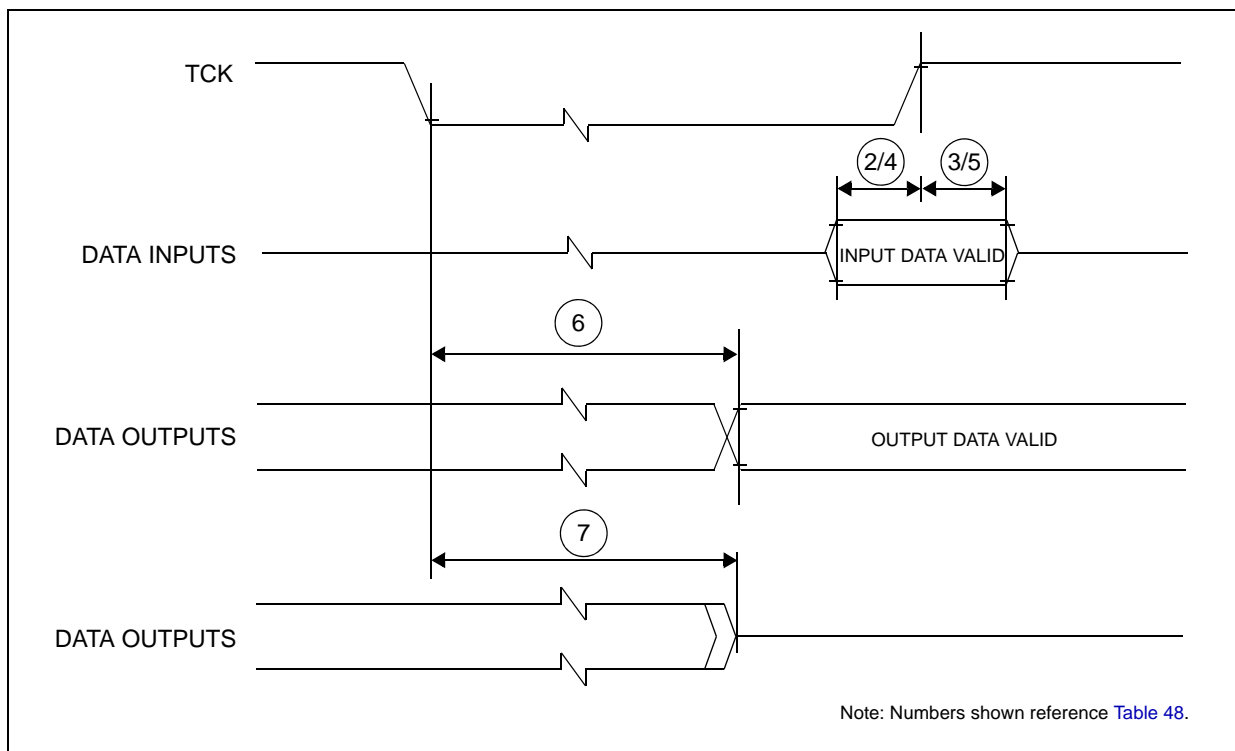 TCK
2/4
3/5
DATA INPUTS
INPUT DATA VALID
6
DATA OUTPUTS
OUTPUT DATA VALID
7
DATA OUTPUTS
Note: Numbers shown reference Table 48.